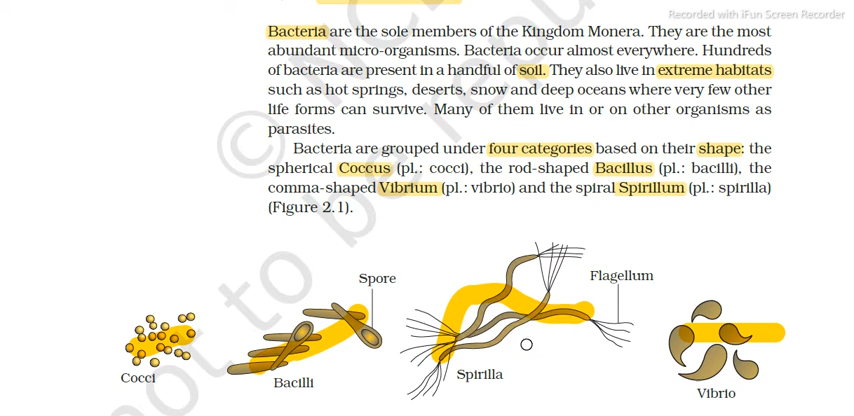 Recorded with iFun Screen Recorder
Bacteria are the sole members of the Kingdom Monera. They are the most
abundant micro-organisms. Bacteria occur almost everywhere. Hundreds
of bacteria are present in a handful of soil. They also live in extreme habitats
such as hot springs, deserts, snow and deep oceans where very few other
life forms can survive. Many of them live in or on other organisms as
parasites.
Bacteria are grouped under four categories based on their shape: the
spherical Coccus (pl.: cocci), the rod-shaped Bacillus (pl.: bacilli), the
comma-shaped Vibrium (pl.: vibrio) and the spiral Spirillum (pl.: spirilla)
(Figure 2.1).
Spore
Flagellum
Cocci
Bacilli
Spirilla
Vibrio
© NC
not to be repu